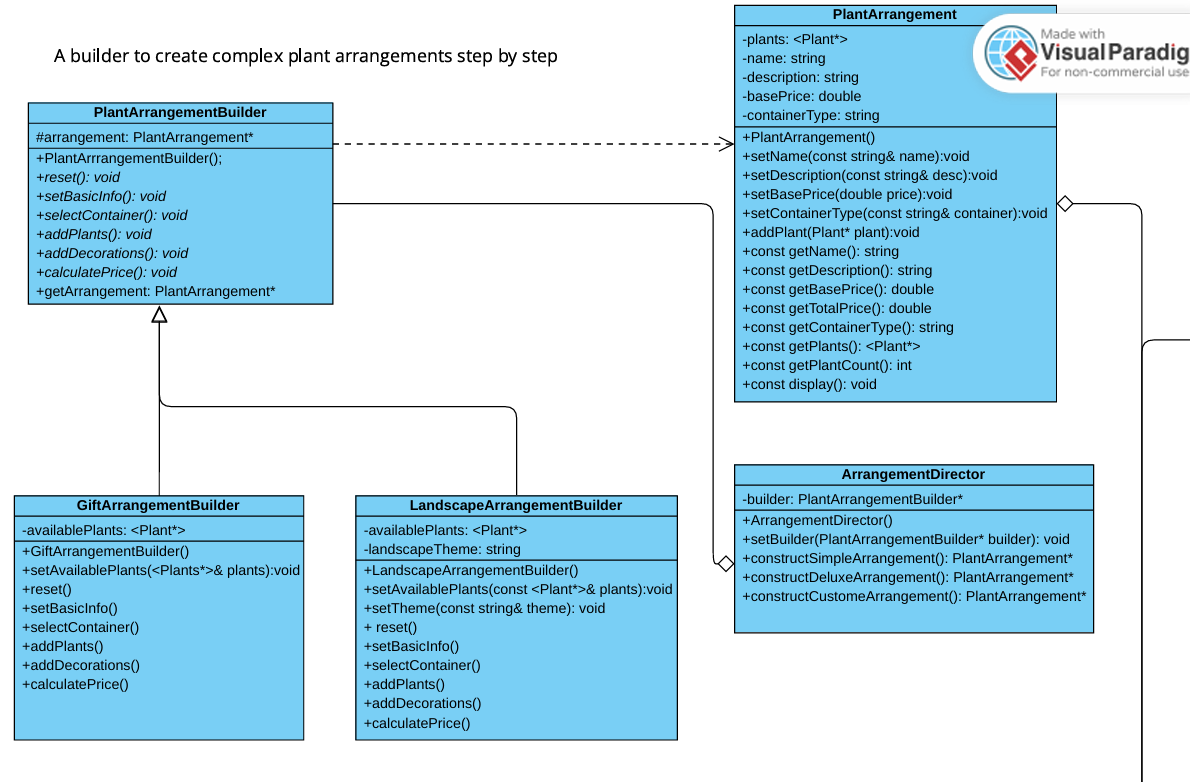 A builder to create complex plant arrangements step by step
PlantArrangementBuilder
#arrangement: PlantArrangement*
+PlantArrrangementBuilder();
+reset(): void
+setBasicInfo(): void
+selectContainer(): void
+addPlants(): void
+addDecorations(): void
+calculatePrice(): void
+getArrangement: PlantArrangement*
PlantArrangement
-plants: <Plant*>
-name: string
-description: string
-basePrice: double
-containerType: string
+PlantArrangement()
+setName(const string& name):void
+setDescription(const string& desc):void
+setBasePrice(double price):void
+setContainerType(const string& container):void
+addPlant(Plant* plant):void
+const getName(): string
+const getDescription(): string
+const getBasePrice(): double
+const getTotalPrice(): double
+const getContainerType(): string
+const getPlants(): <Plant*>
+const getPlantCount(): int
+const display(): void
Made with
VisualParadig
For non-commercial use
GiftArrangementBuilder
-availablePlants: <Plant*>
+GiftArrangementBuilder()
+setAvailablePlants(<Plants*>& plants):void
+reset()
+setBasicInfo()
+selectContainer()
+addPlants()
+addDecorations()
+calculatePrice()
LandscapeArrangementBuilder
-availablePlants: <Plant*>
-landscapeTheme: string
+LandscapeArrangementBuilder()
+setAvailablePlants(const <Plant*>& plants):void
+setTheme(const string& theme): void
+ reset()
+setBasicInfo()
+selectContainer()
+addPlants()
+addDecorations()
+calculatePrice()
ArrangementDirector
-builder: PlantArrangementBuilder*
+ArrangementDirector()
+setBuilder(PlantArrangementBuilder* builder): void
+constructSimpleArrangement(): PlantArrangement*
+constructDeluxeArrangement(): PlantArrangement*
+constructCustomeArrangement(): PlantArrangement*